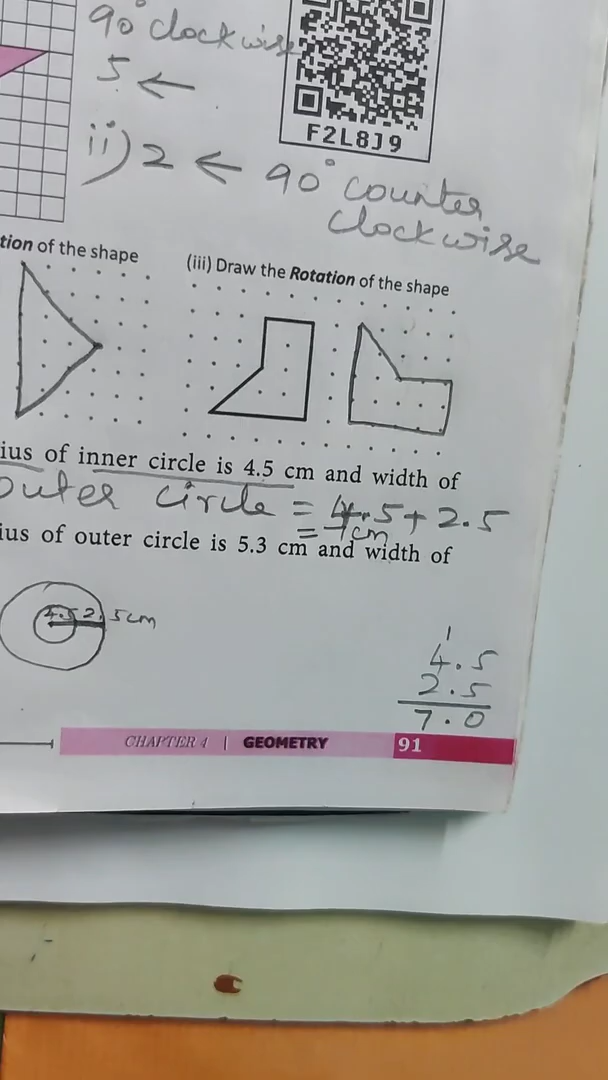 90° clockwise
5 ←
F2L8J9
ii) 2 ← 90° counter
clockwise
tion of the shape
(iii) Draw the Rotation of the shape
ius of inner circle is 4.5 cm and width of
outer circle = 4.5 + 2.5
= 7cm
ius of outer circle is 5.3 cm and width of
4.5 2.5cm
1
4.5
2.5
7.0
CHAPTER 4 | GEOMETRY 91